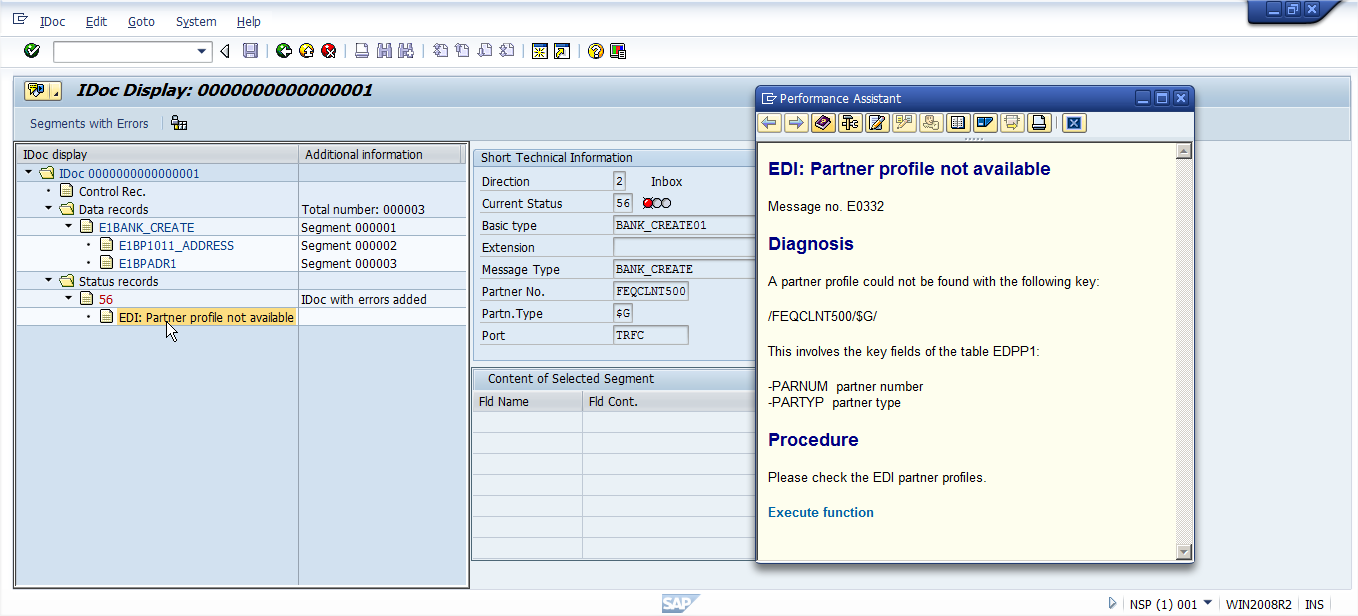 IDoc Edit Goto System Help
IDoc Display: 0000000000000001
Segments with Errors
IDoc display Additional information
IDoc 0000000000000001
Control Rec.
Data records Total number: 000003
E1BANK_CREATE Segment 000001
E1BP1011_ADDRESS Segment 000002
E1BPADR1 Segment 000003
Status records
56 IDoc with errors added
EDI: Partner profile not available
Short Technical Information
Direction 2 Inbox
Current Status 56
Basic type BANK_CREATE01
Extension
Message Type BANK_CREATE
Partner No. FEQCLNT500
Partn.Type $G
Port TRFC
Content of Selected Segment
Fld Name Fld Cont.
Performance Assistant
EDI: Partner profile not available
Message no. E0332
Diagnosis
A partner profile could not be found with the following key:
/FEQCLNT500/$G/
This involves the key fields of the table EDPP1:
-PARNUM partner number
-PARTYP partner type
Procedure
Please check the EDI partner profiles.
Execute function
SAP
NSP (1) 001 WIN2008R2 INS